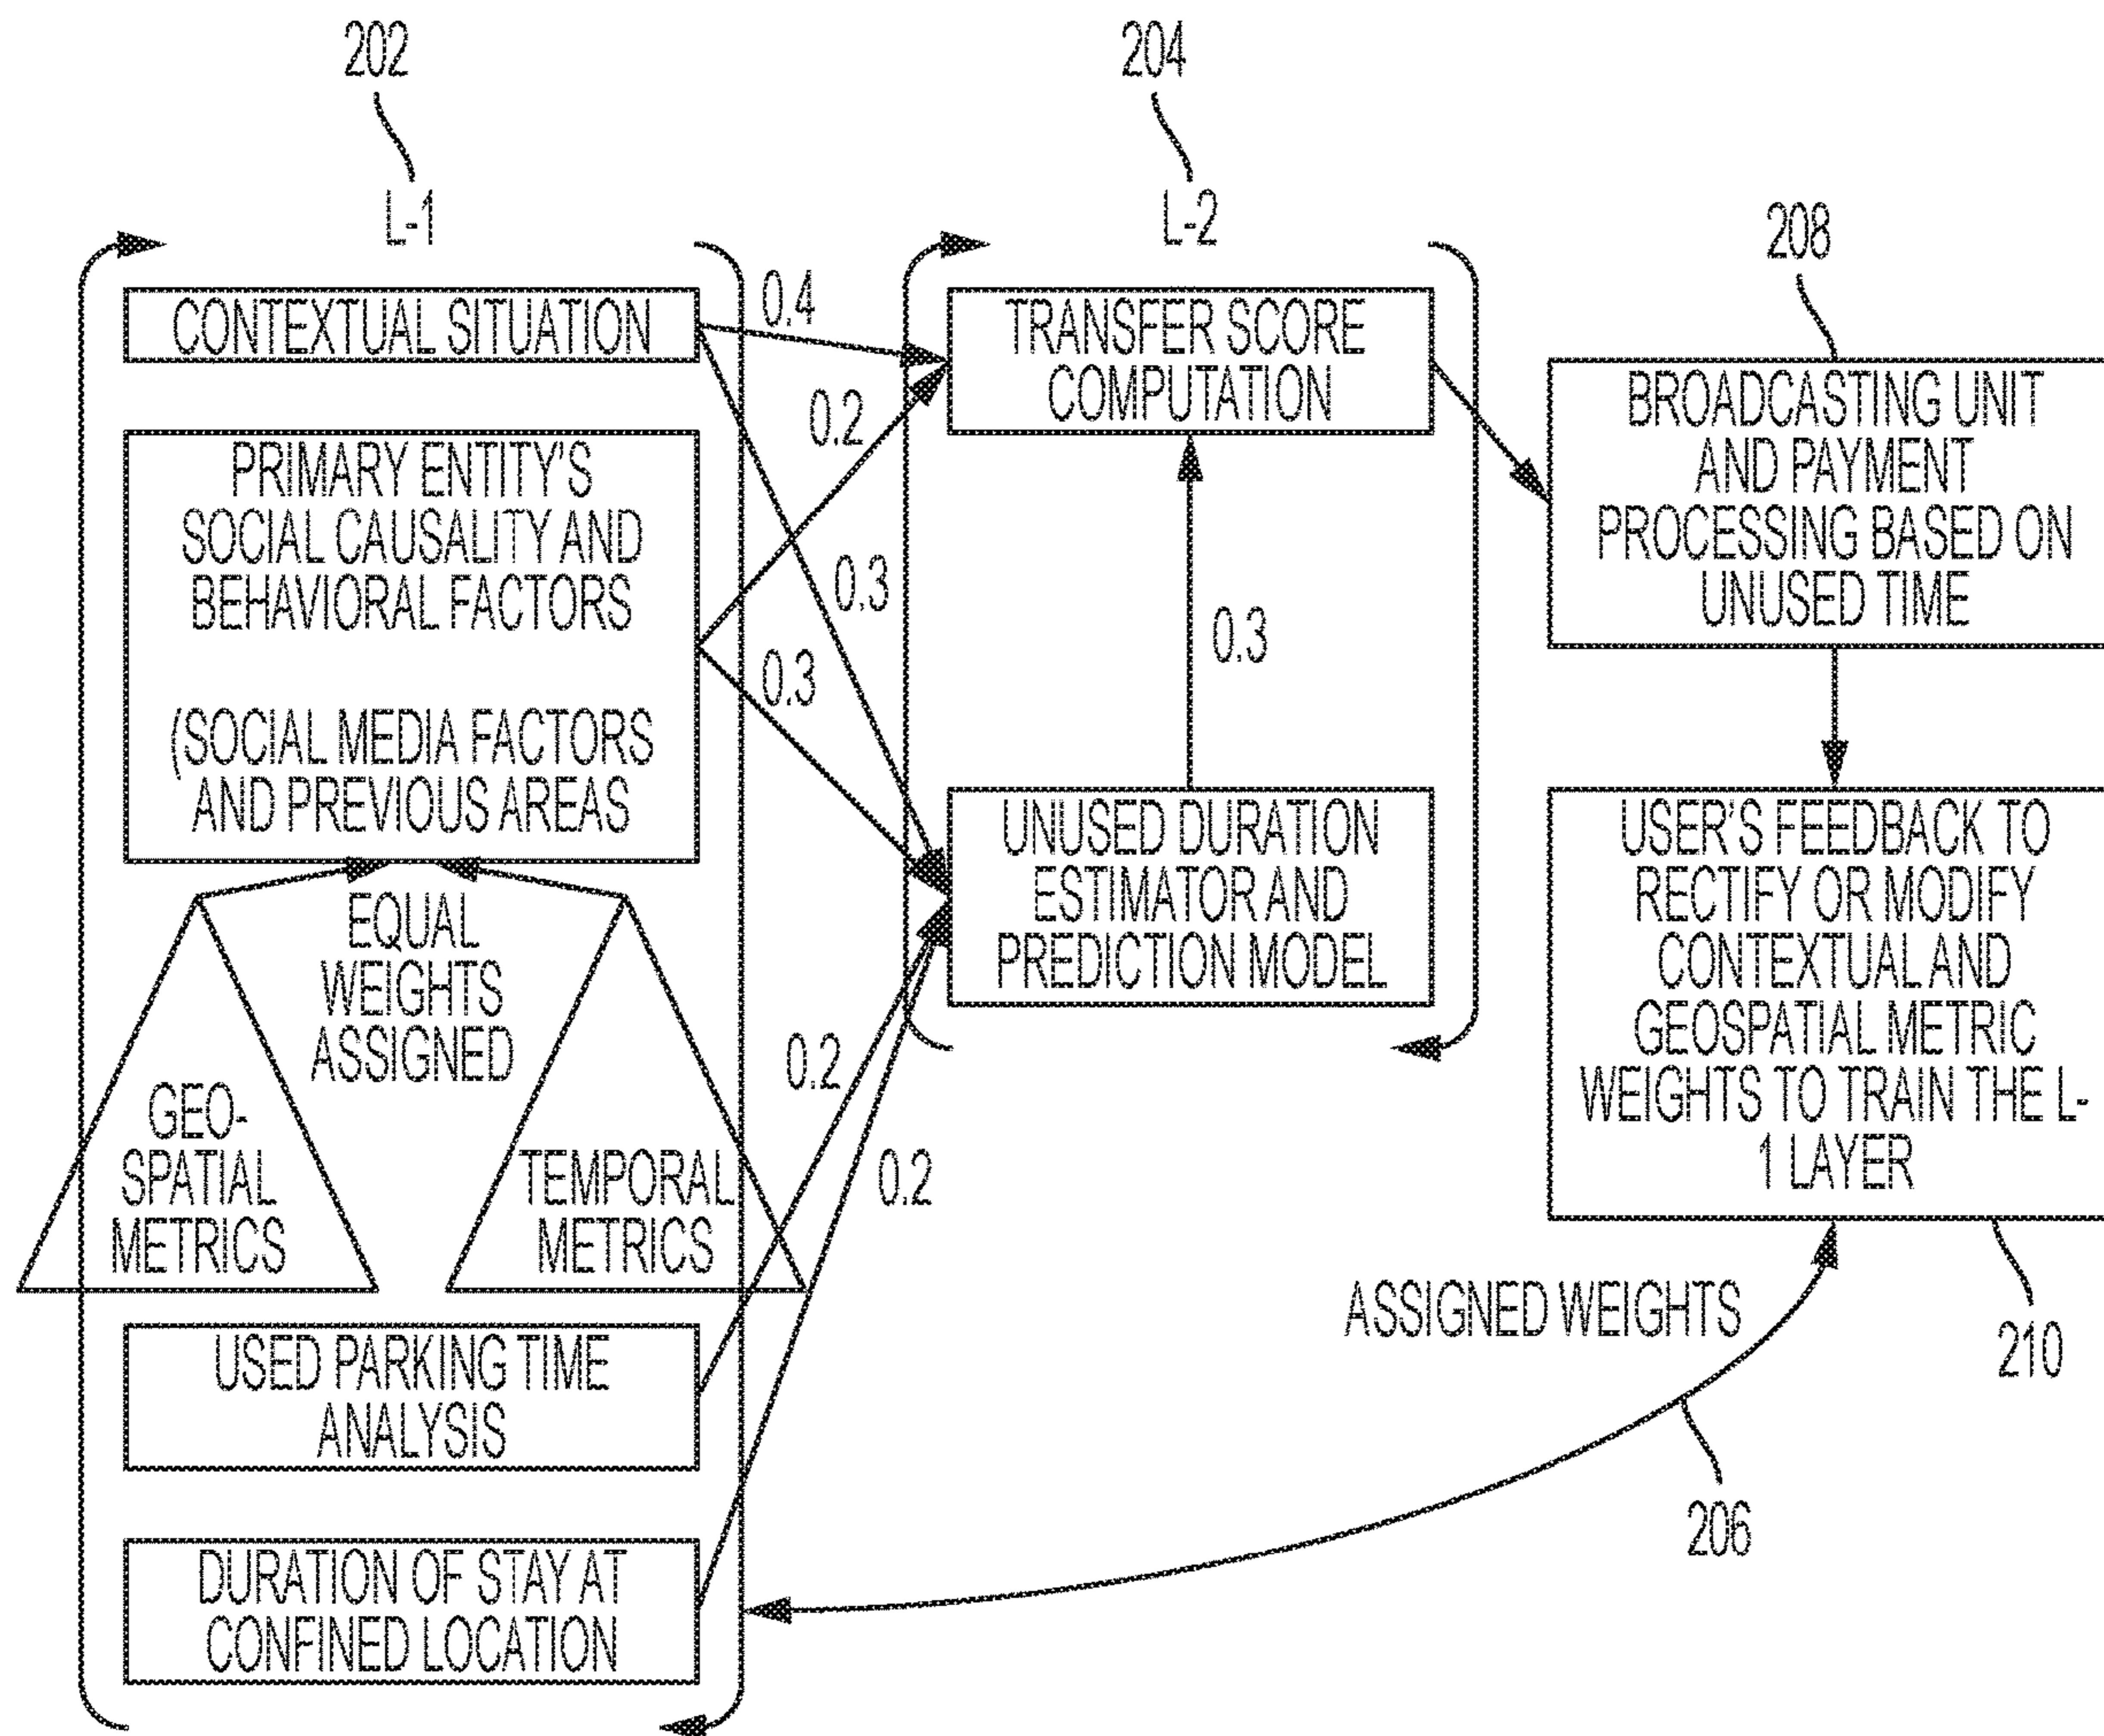 202
L-1
CONTEXTUAL SITUATION
PRIMARY ENTITY'S
SOCIAL CAUSALITY AND
BEHAVIORAL FACTORS
(SOCIAL MEDIA FACTORS
AND PREVIOUS AREAS
EQUAL
WEIGHTS
ASSIGNED
GEO-
SPATIAL
METRICS
TEMPORAL
METRICS
USED PARKING TIME
ANALYSIS
DURATION OF STAY AT
CONFINED LOCATION
0.4
0.2
0.3
0.3
0.2
0.2
204
L-2
TRANSFER SCORE
COMPUTATION
0.3
UNUSED DURATION
ESTIMATOR AND
PREDICTION MODEL
208
BROADCASTING UNIT
AND PAYMENT
PROCESSING BASED ON
UNUSED TIME
USER'S FEEDBACK TO
RECTIFY OR MODIFY
CONTEXTUAL AND
GEOSPATIAL METRIC
WEIGHTS TO TRAIN THE L-
1 LAYER
210
ASSIGNED WEIGHTS
206